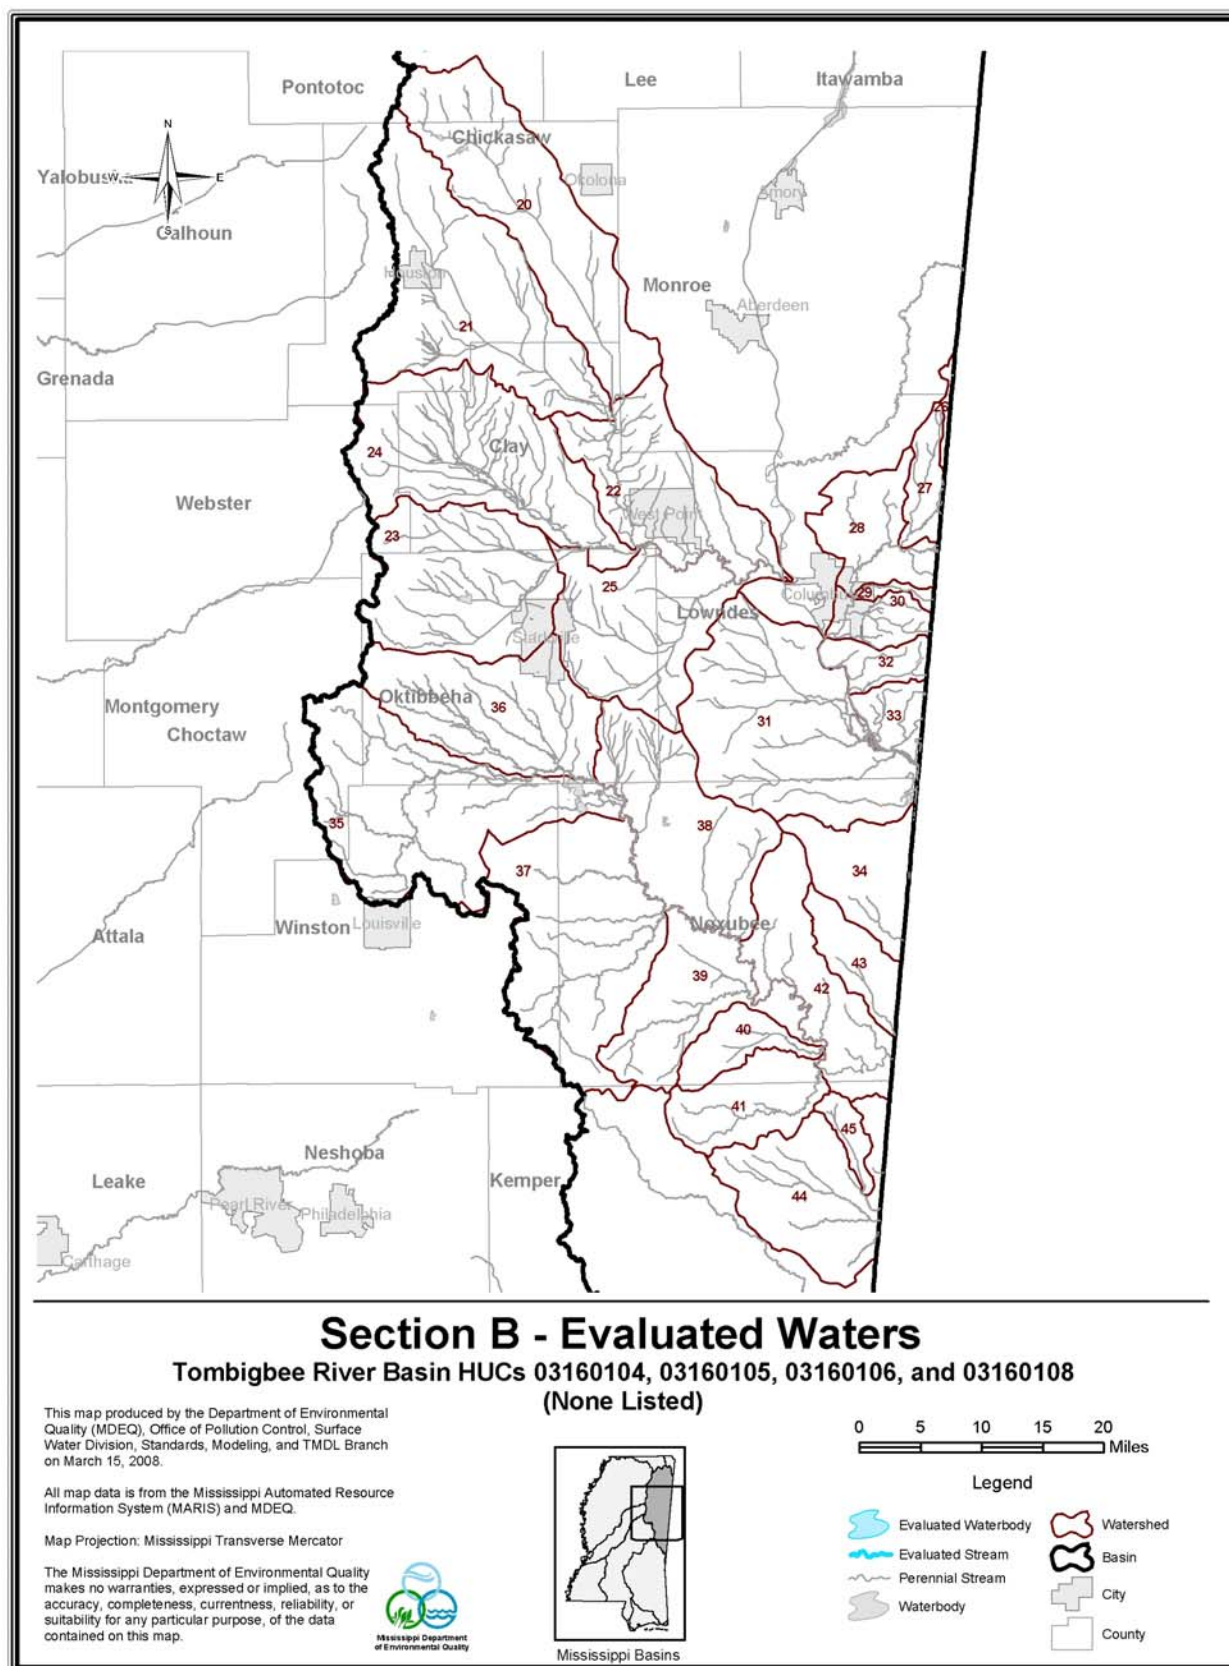 Pontotoc
Lee
Itawamba
Chickasaw
N
Yalobusha
W
E
S
Okolona
Amory
20
Calhoun
Houston
Monroe
Aberdeen
21
Grenada
26
24
Clay
27
22
Webster
West Point
28
23
25
Columbus
29
30
Lowndes
Starkville
32
Oktibbeha
36
Montgomery
Choctaw
31
33
35
38
37
34
Winston
Louisville
Noxubee
Attala
39
43
42
40
41
45
Neshoba
Leake
Kemper
Pearl River
Philadelphia
44
Carthage
Section B - Evaluated Waters
Tombigbee River Basin HUCs 03160104, 03160105, 03160106, and 03160108
(None Listed)
This map produced by the Department of Environmental
Quality (MDEQ), Office of Pollution Control, Surface
Water Division, Standards, Modeling, and TMDL Branch
on March 15, 2008.
All map data is from the Mississippi Automated Resource
Information System (MARIS) and MDEQ.
Map Projection: Mississippi Transverse Mercator
The Mississippi Department of Environmental Quality
makes no warranties, expressed or implied, as to the
accuracy, completeness, currentness, reliability, or
suitability for any particular purpose, of the data
contained on this map.
Mississippi Department
of Environmental Quality
Mississippi Basins
0 5 10 15 20
Miles
Legend
Evaluated Waterbody
Watershed
Evaluated Stream
Basin
Perennial Stream
City
Waterbody
County